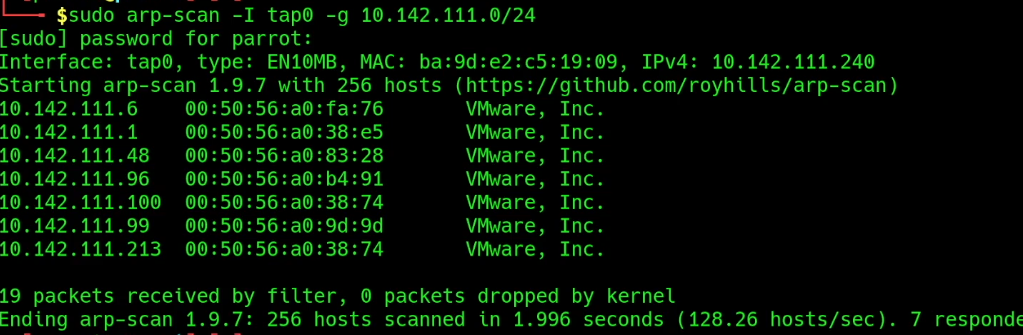 $sudo arp-scan -I tap0 -g 10.142.111.0/24
[sudo] password for parrot:
Interface: tap0, type: EN10MB, MAC: ba:9d:e2:c5:19:09, IPv4: 10.142.111.240
Starting arp-scan 1.9.7 with 256 hosts (https://github.com/royhills/arp-scan)
10.142.111.6 00:50:56:a0:fa:76 VMware, Inc.
10.142.111.1 00:50:56:a0:38:e5 VMware, Inc.
10.142.111.48 00:50:56:a0:83:28 VMware, Inc.
10.142.111.96 00:50:56:a0:b4:91 VMware, Inc.
10.142.111.100 00:50:56:a0:38:74 VMware, Inc.
10.142.111.99 00:50:56:a0:9d:9d VMware, Inc.
10.142.111.213 00:50:56:a0:38:74 VMware, Inc.
19 packets received by filter, 0 packets dropped by kernel
Ending arp-scan 1.9.7: 256 hosts scanned in 1.996 seconds (128.26 hosts/sec). 7 responde